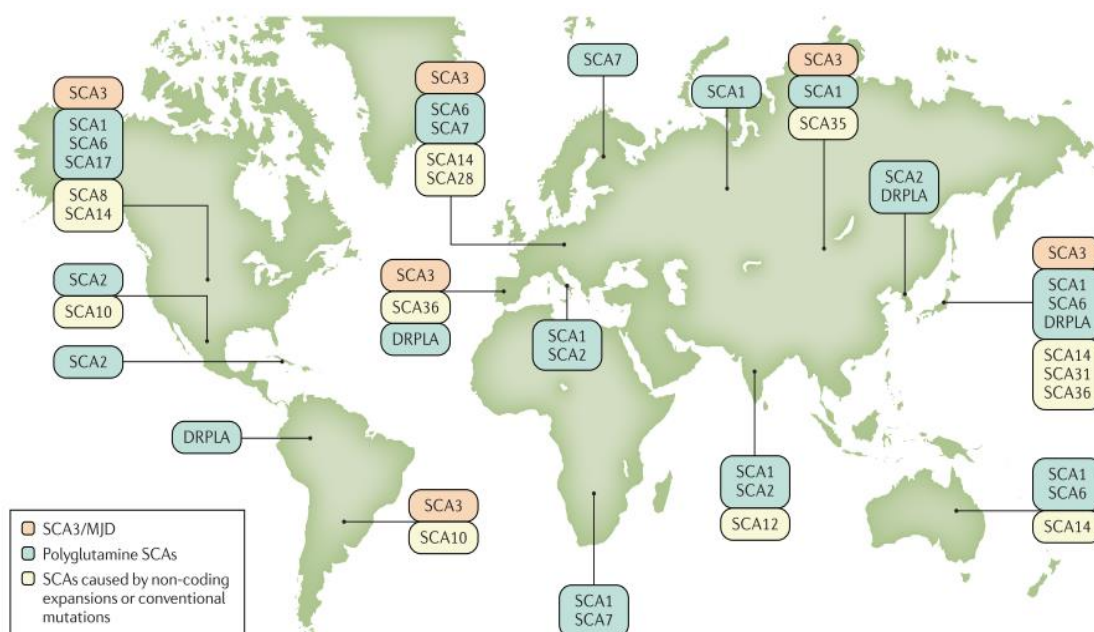 SCA3
SCA1
SCA6
SCA17
SCA8
SCA14
SCA2
SCA10
SCA2
DRPLA
SCA3
SCA10
SCA3
SCA6
SCA7
SCA14
SCA28
SCA3
SCA36
DRPLA
SCA1
SCA2
SCA7
SCA1
SCA3
SCA1
SCA35
SCA2
DRPLA
SCA3
SCA1
SCA6
DRPLA
SCA14
SCA31
SCA36
SCA1
SCA2
SCA12
SCA1
SCA7
SCA1
SCA6
SCA14
SCA3/MJD
Polyglutamine SCAs
SCAs caused by non-coding
expansions or conventional
mutations